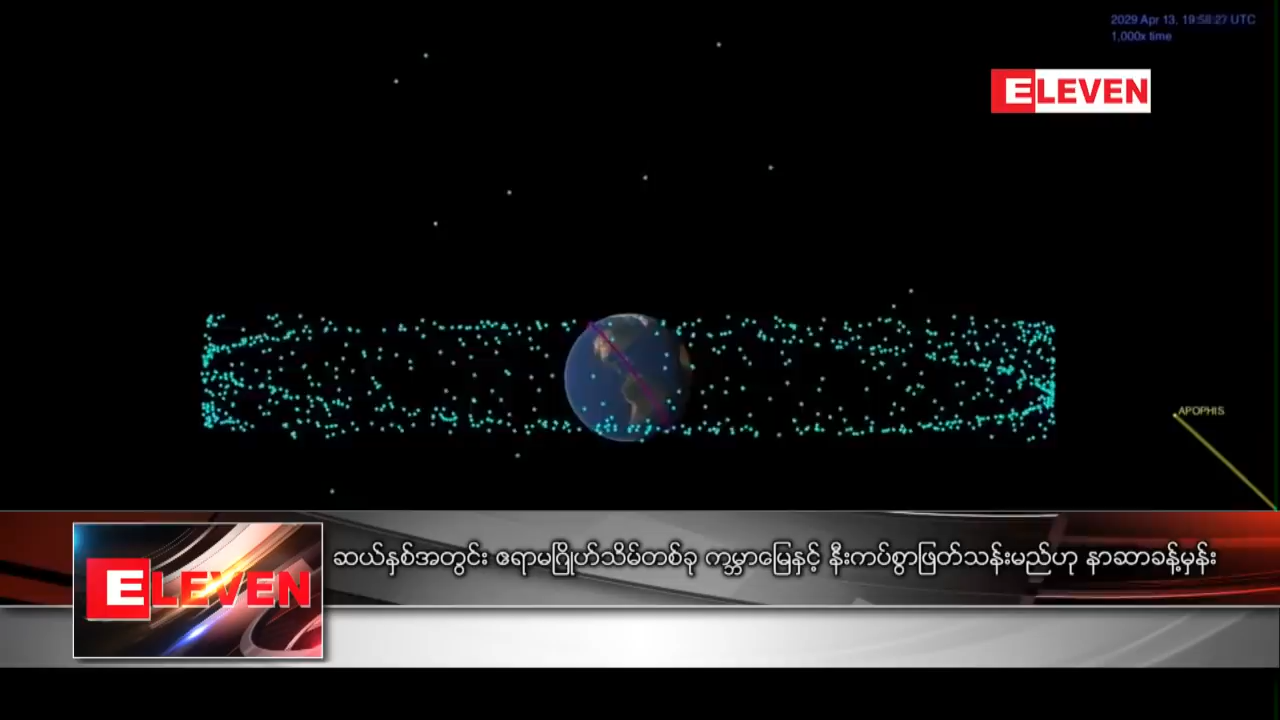 2029 Apr 13, 19:58:27 UTC
1,000x time
ELEVEN
APOPHIS
ဆယ်နှစ်အတွင်း ဧရာမဂြိုဟ်သိမ်တစ်ခု ကမ္ဘာမြေနှင့် နီးကပ်စွာဖြတ်သန်းမည်ဟု နာဆာခန့်မှန်း
ELEVEN